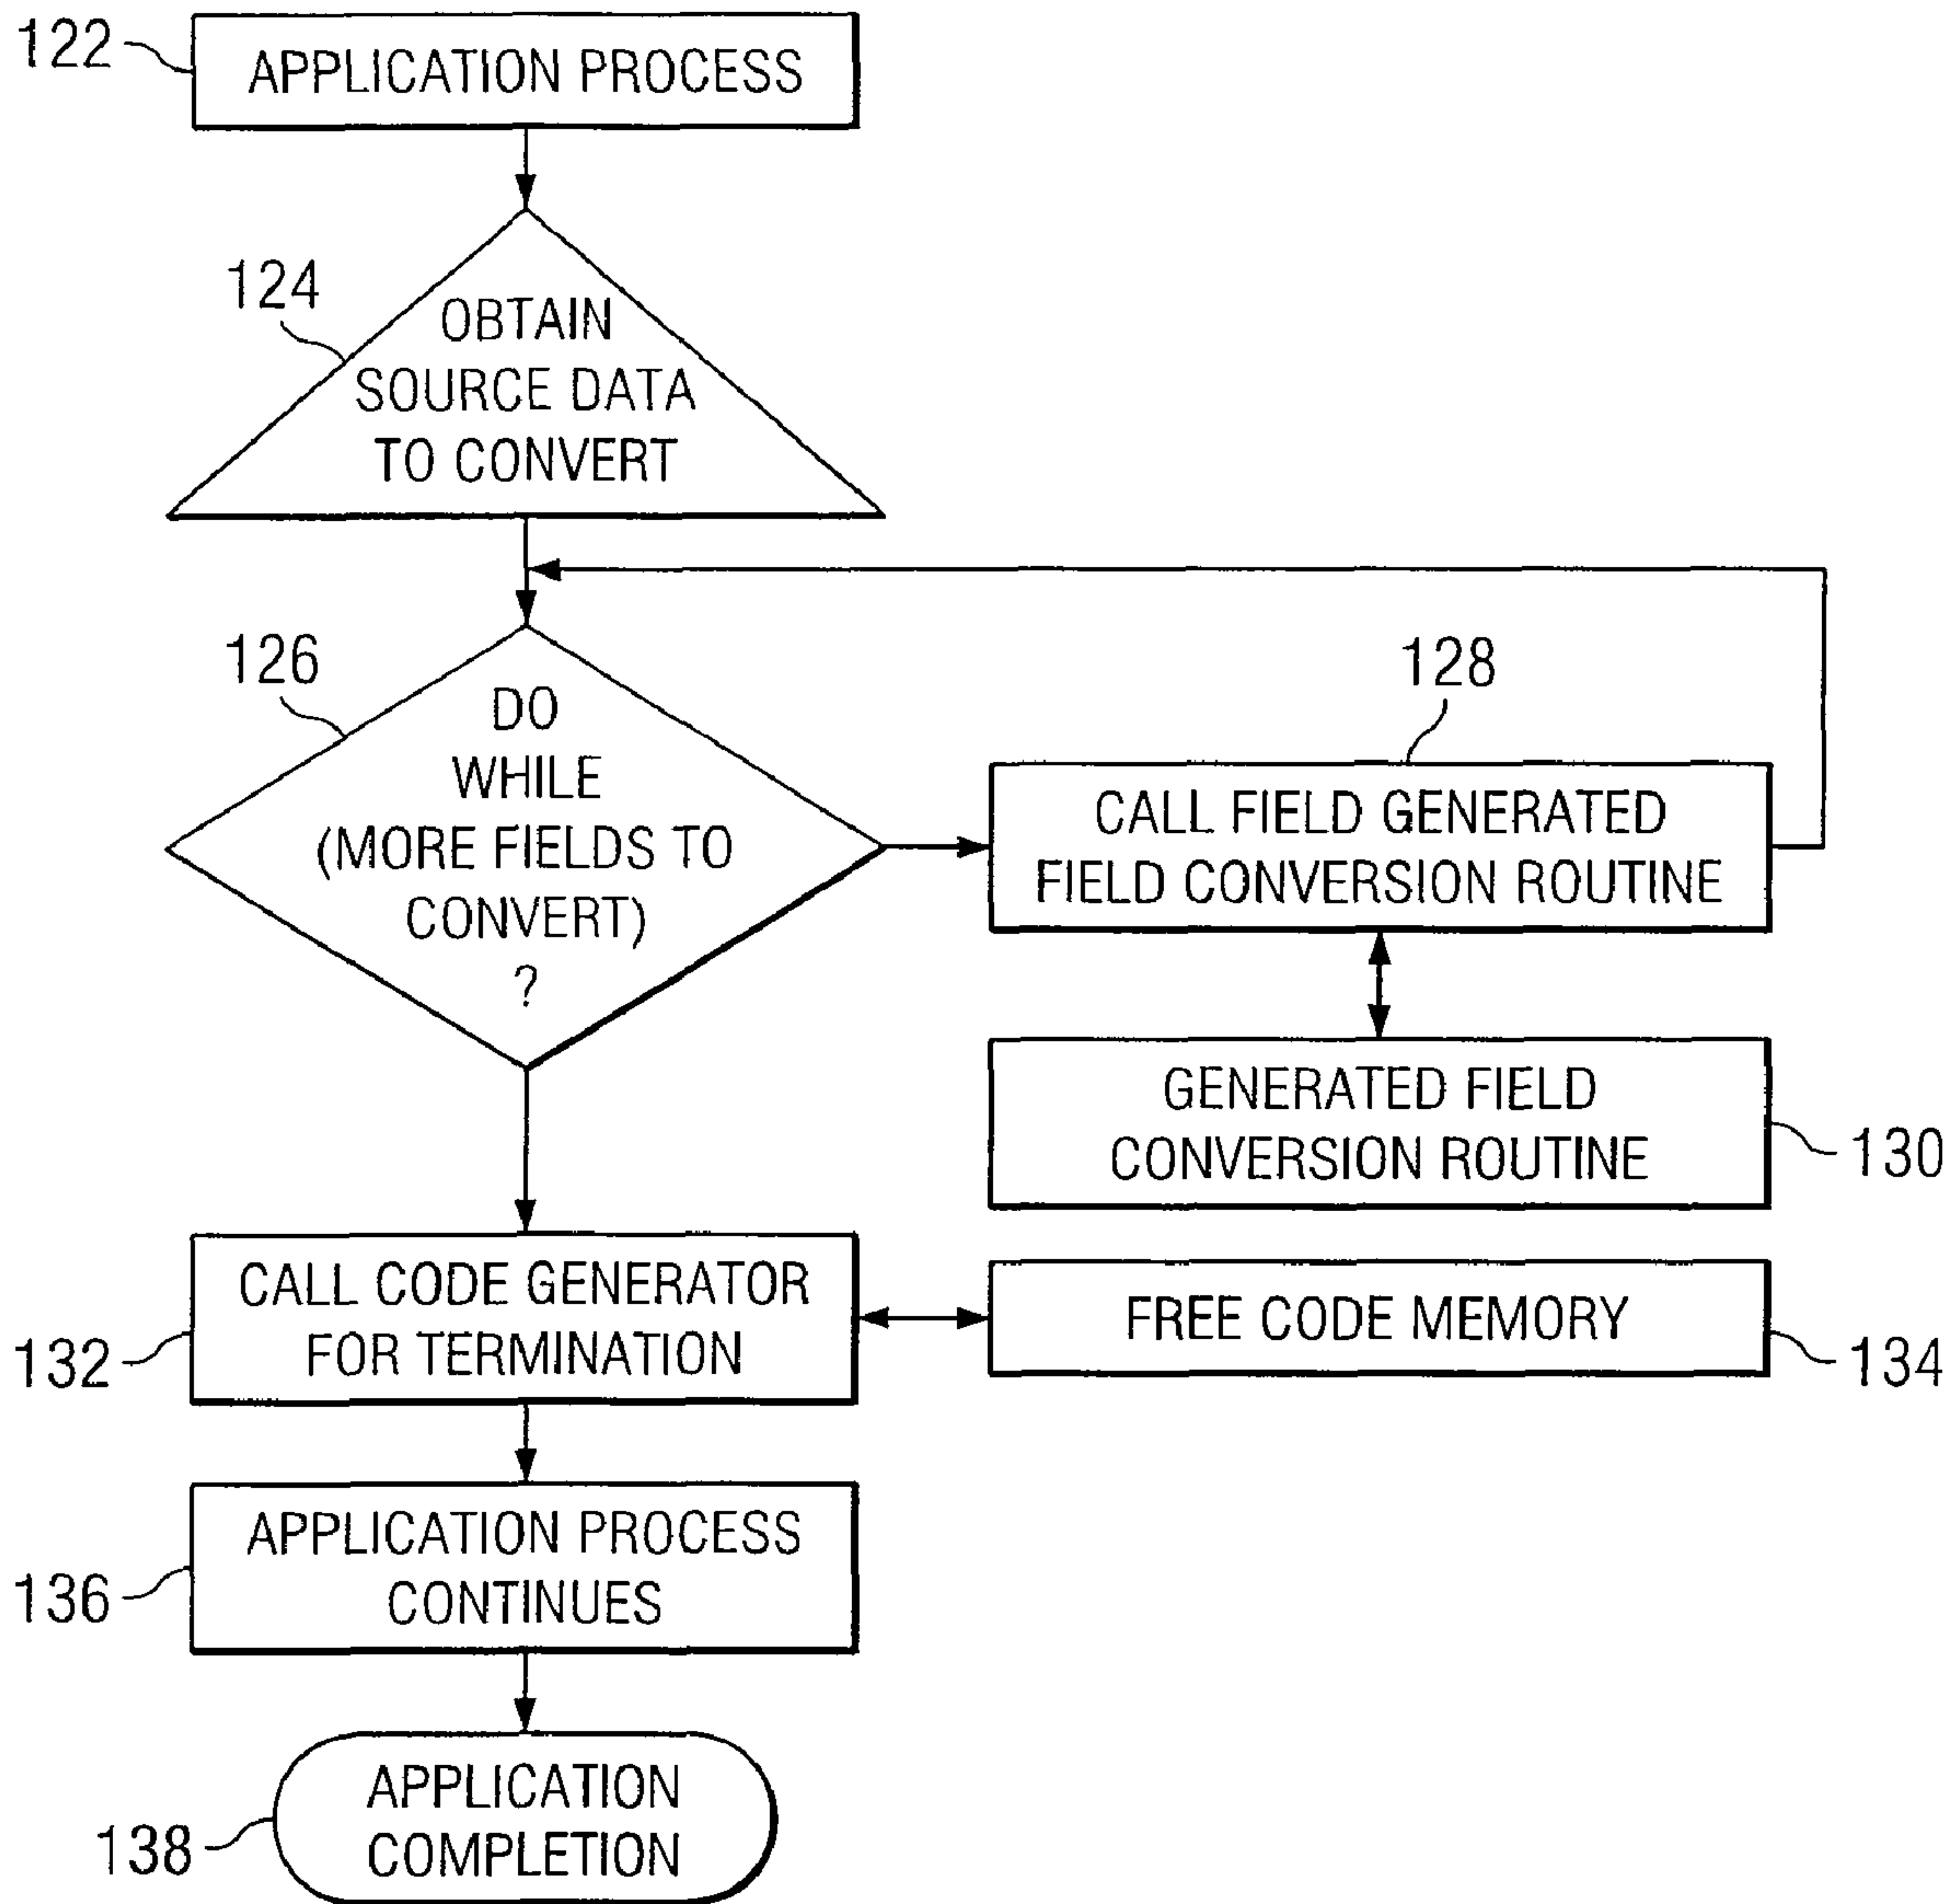 122
APPLICATION PROCESS
124
OBTAIN
SOURCE DATA
TO CONVERT
126
DO
WHILE
(MORE FIELDS TO
CONVERT)
?
128
CALL FIELD GENERATED
FIELD CONVERSION ROUTINE
GENERATED FIELD
CONVERSION ROUTINE
130
132
CALL CODE GENERATOR
FOR TERMINATION
FREE CODE MEMORY
134
136
APPLICATION PROCESS
CONTINUES
138
APPLICATION
COMPLETION